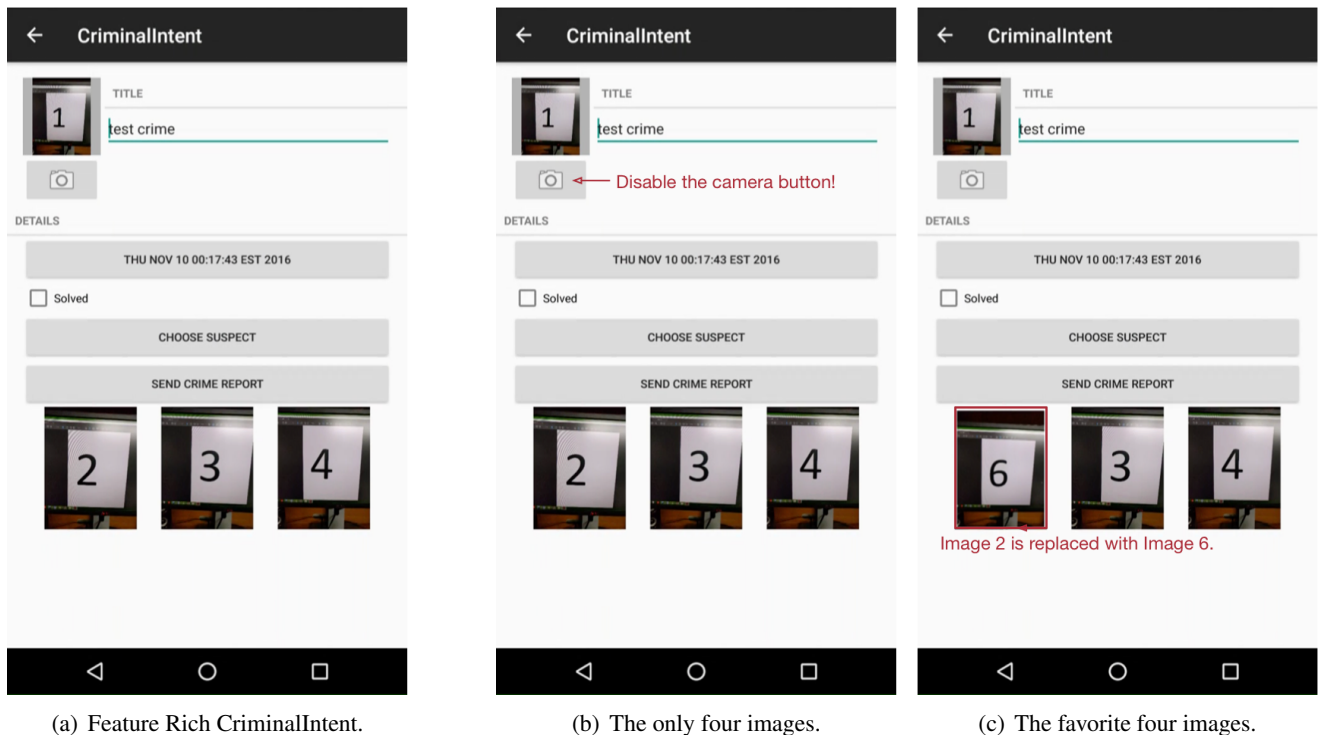 CriminalIntent
1
TITLE
test crime
DETAILS
THU NOV 10 00:17:43 EST 2016
Solved
CHOOSE SUSPECT
SEND CRIME REPORT
2
3
4
(a) Feature Rich CriminalIntent.
CriminalIntent
1
TITLE
test crime
Disable the camera button!
DETAILS
THU NOV 10 00:17:43 EST 2016
Solved
CHOOSE SUSPECT
SEND CRIME REPORT
2
3
4
(b) The only four images.
CriminalIntent
1
TITLE
test crime
DETAILS
THU NOV 10 00:17:43 EST 2016
Solved
CHOOSE SUSPECT
SEND CRIME REPORT
6
3
4
Image 2 is replaced with Image 6.
(c) The favorite four images.